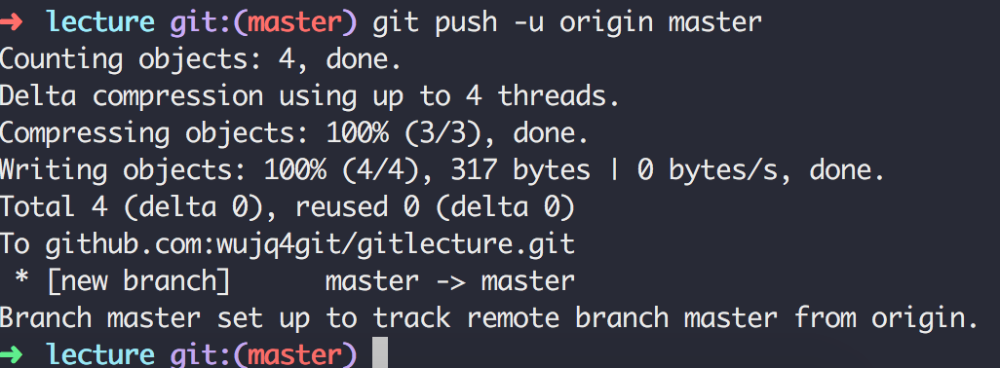 ➜ lecture git:(master) git push -u origin master
Counting objects: 4, done.
Delta compression using up to 4 threads.
Compressing objects: 100% (3/3), done.
Writing objects: 100% (4/4), 317 bytes | 0 bytes/s, done.
Total 4 (delta 0), reused 0 (delta 0)
To github.com:wujq4git/gitlecture.git
 * [new branch]      master -> master
Branch master set up to track remote branch master from origin.
➜ lecture git:(master)